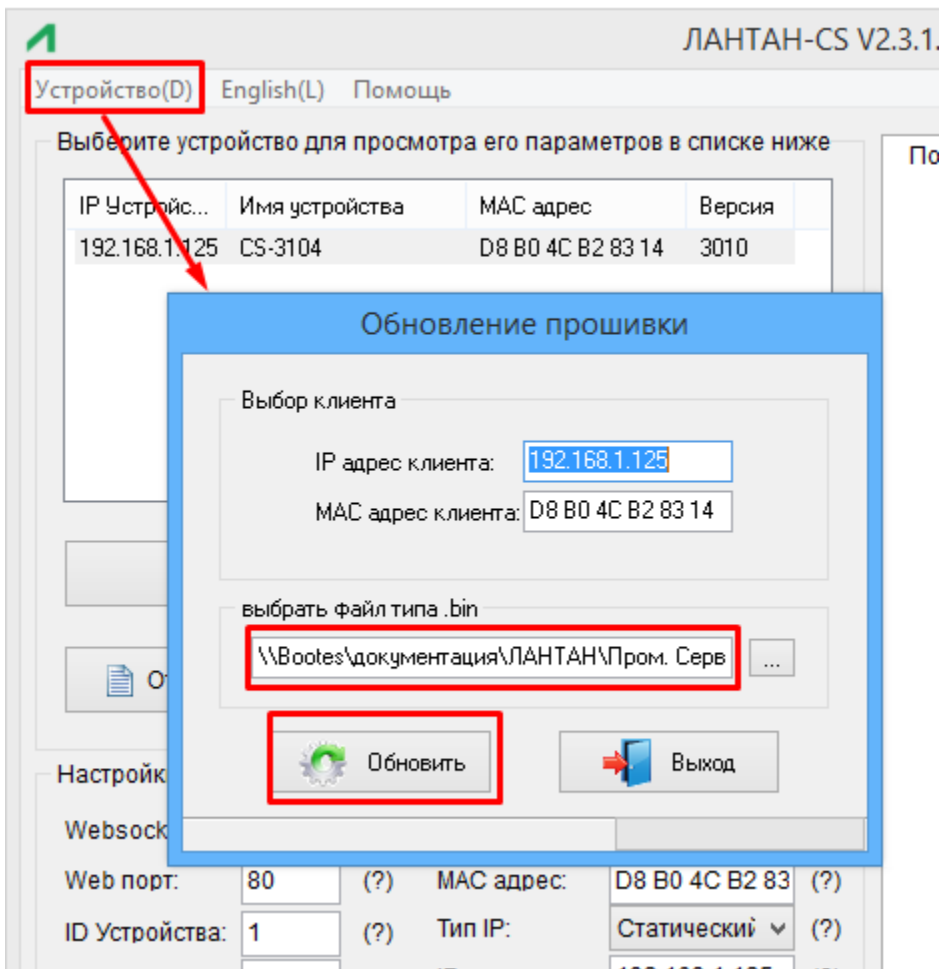 ЛАНТАН-CS V2.3.1.
Устройство(D) English(L) Помощь
Выберите устройство для просмотра его параметров в списке ниже
IP Устройс... Имя устройства MAC адрес Версия
192.168.1.125 CS-3104 D8 B0 4C B2 83 14 3010
Обновление прошивки
Выбор клиента
IP адрес клиента: 192.168.1.125
MAC адрес клиента: D8 B0 4C B2 83 14
выбрать файл типа .bin
\\Bootes\документация\ЛАНТАН\Пром. Серв ...
Обновить Выход
Web порт: 80 (?) MAC адрес: D8 B0 4C B2 83 (?)
ID Устройства: 1 (?) Тип IP: Статический (?)